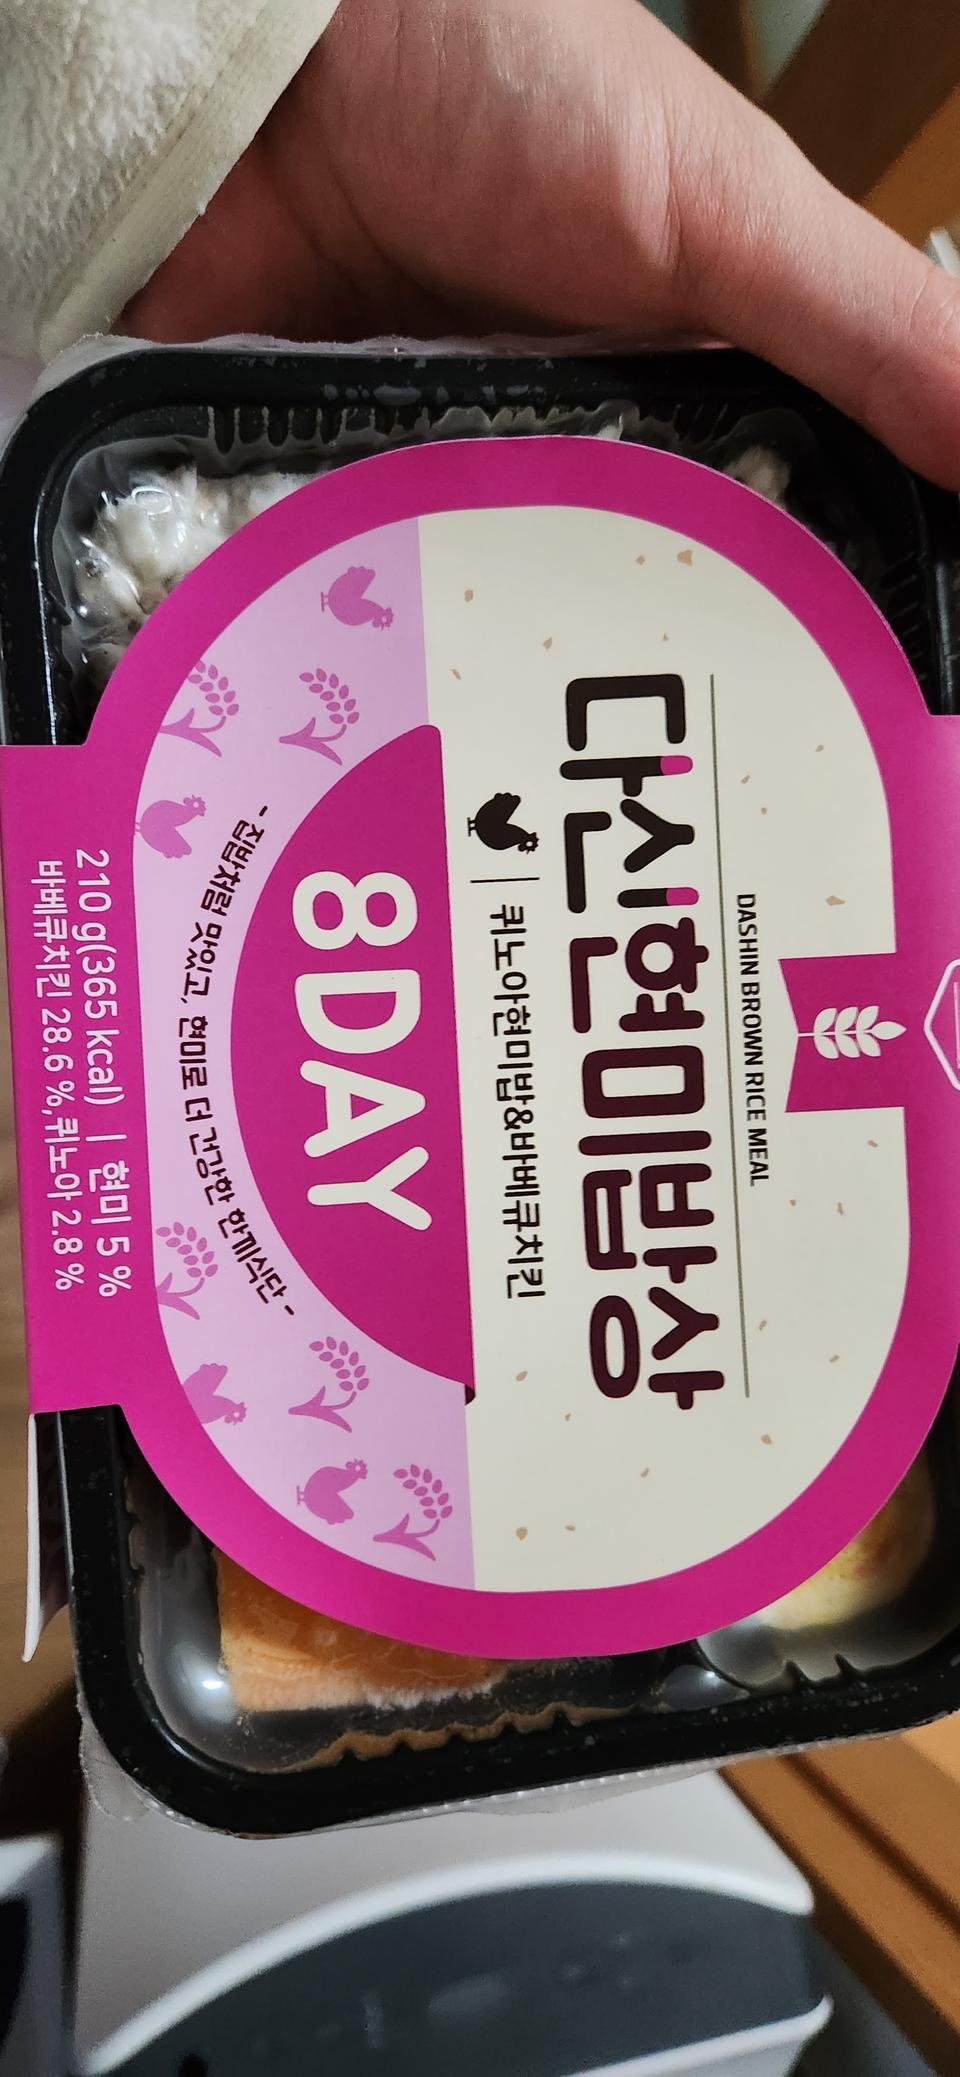 DASHIN BROWN RICE MEAL
다신현미밥상
퀴노아현미밥&바베큐치킨
8DAY
- 집밥처럼 맛있고, 현미로 더 건강한 한끼식단 -
210 g(365 kcal) | 현미 5 %
바베큐치킨 28.6 %,퀴노아 2.8 %